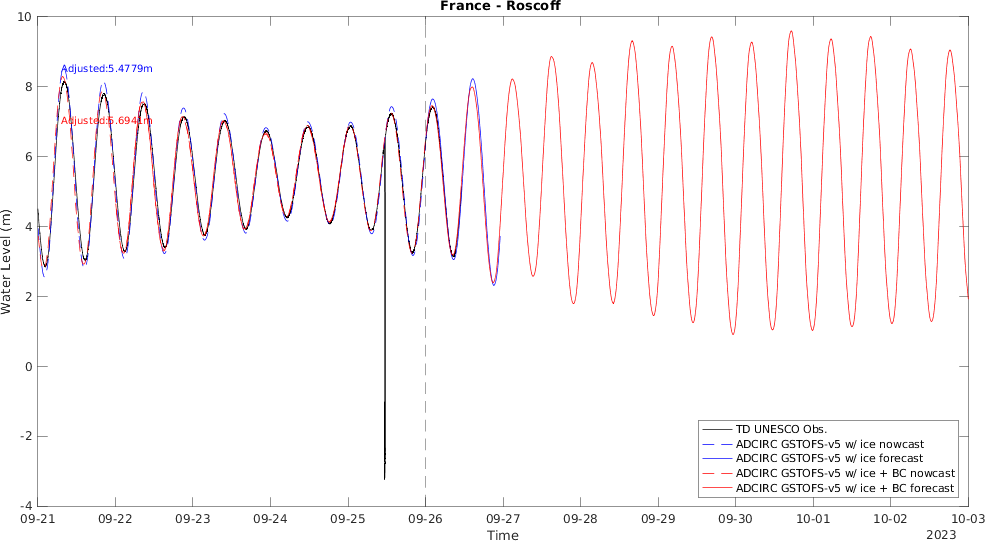 France - Roscoff
Water Level (m)
10
8
6
4
2
0
-2
-4
Adjusted:5.4779m
Adjusted:5.6941m
TD UNESCO Obs.
ADCIRC GSTOFS-v5 w/ ice nowcast
ADCIRC GSTOFS-v5 w/ ice forecast
ADCIRC GSTOFS-v5 w/ ice + BC nowcast
ADCIRC GSTOFS-v5 w/ ice + BC forecast
09-21 09-22 09-23 09-24 09-25 09-26 09-27 09-28 09-29 09-30 10-01 10-02 10-03
Time
2023